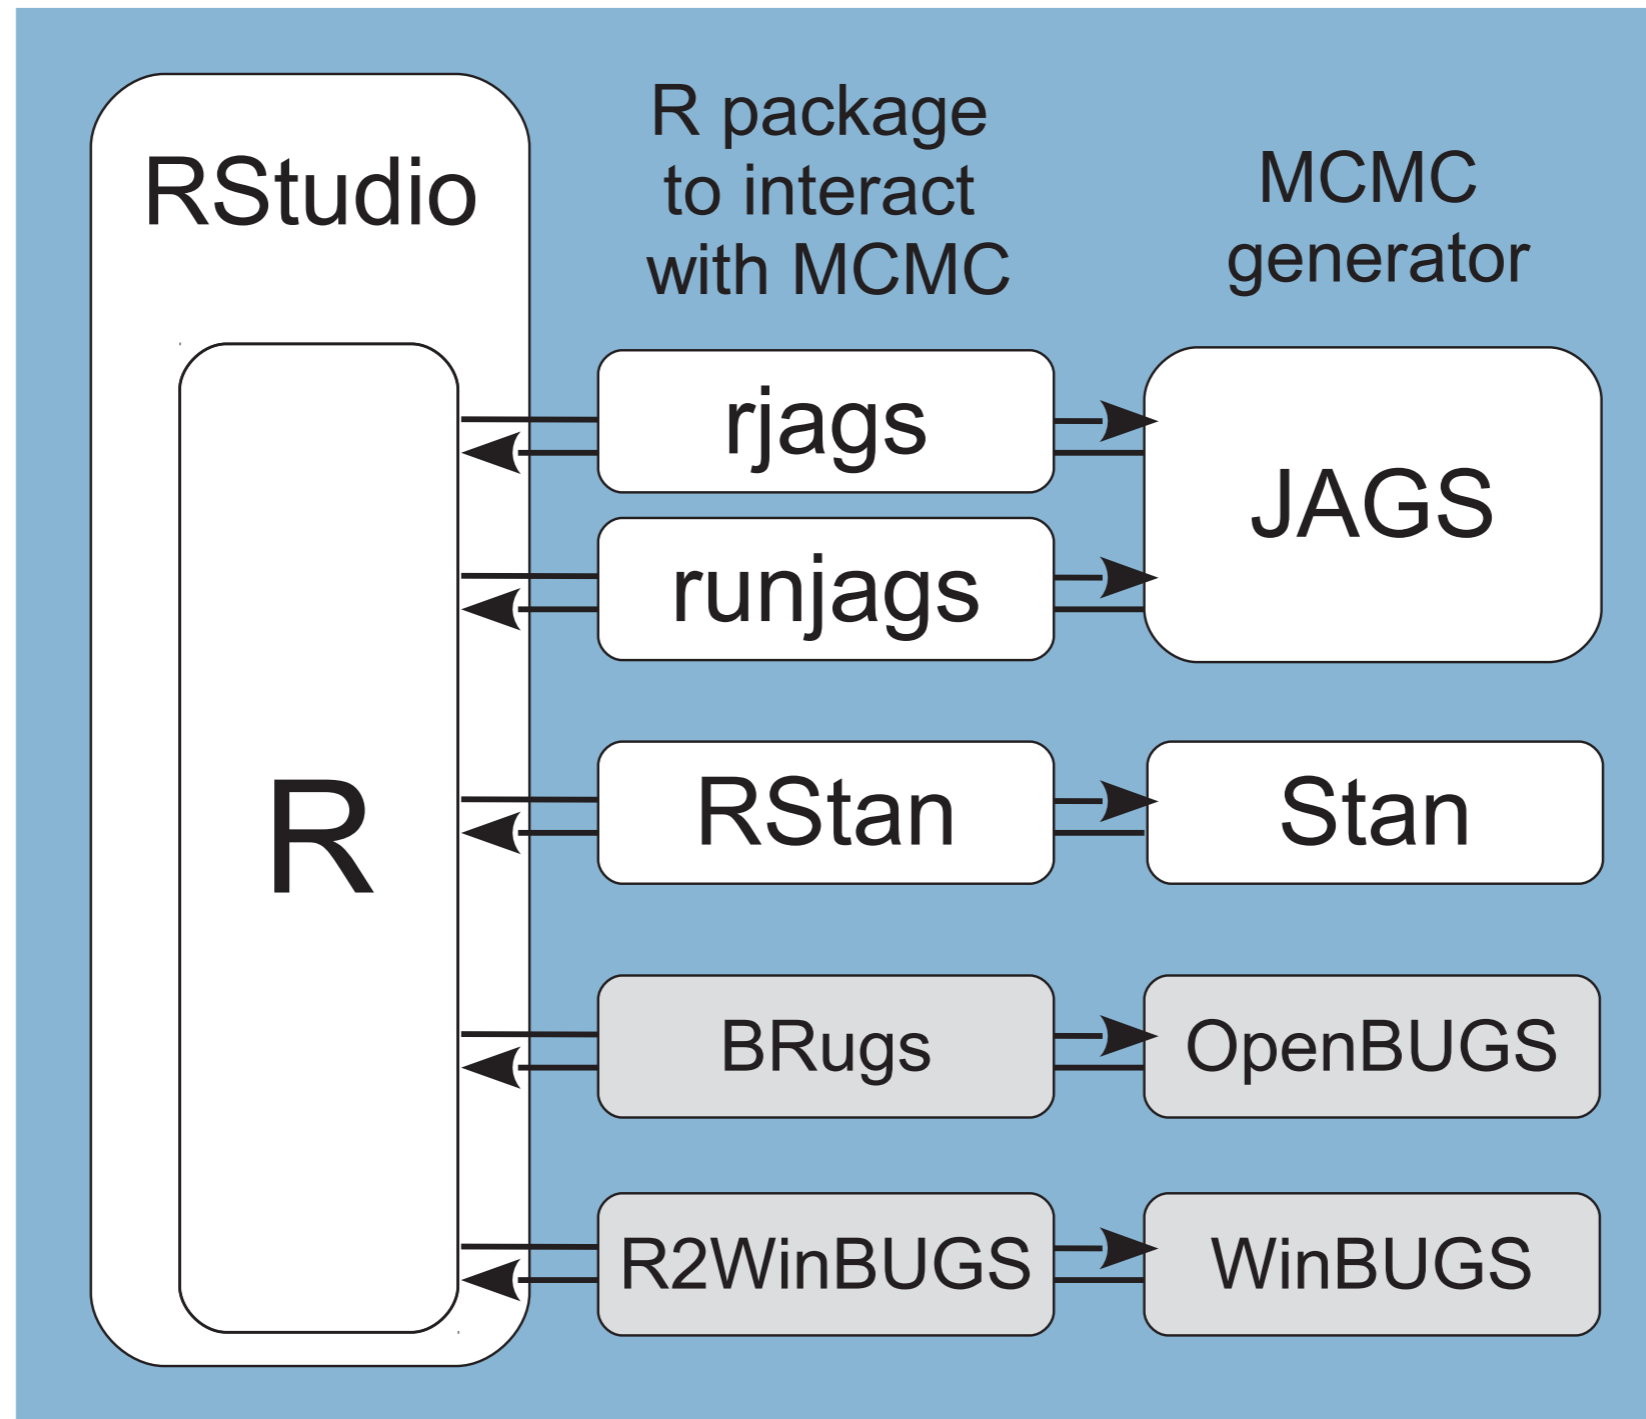 RStudio
R package
to interact
with MCMC
MCMC
generator
rjags
runjags
JAGS
R
RStan
Stan
BRugs
OpenBUGS
R2WinBUGS
WinBUGS